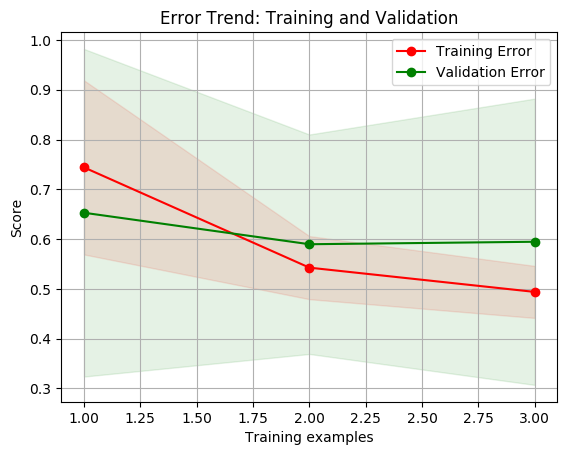 Error Trend: Training and Validation
Training Error
Validation Error
1.0
0.9
0.8
0.7
0.6
0.5
0.4
0.3
Score
1.00 1.25 1.50 1.75 2.00 2.25 2.50 2.75 3.00
Training examples